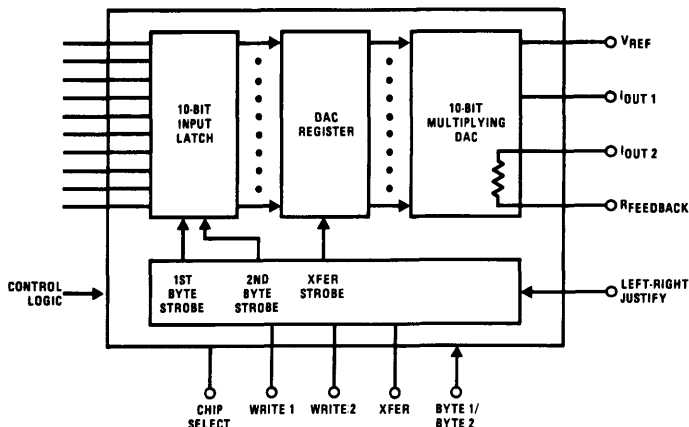 10-BIT
INPUT
LATCH
DAC
REGISTER
10-BIT
MULTIPLYING
DAC
VREF
IOUT 1
IOUT 2
RFEEDBACK
1ST
BYTE
STROBE
2ND
BYTE
STROBE
XFER
STROBE
CONTROL
LOGIC
LEFT-RIGHT
JUSTIFY
CHIP
SELECT
WRITE 1
WRITE 2
XFER
BYTE 1/
BYTE 2